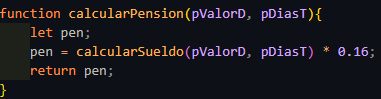 function calcularPension(pValorD, pDiasT){
    let pen;
    pen = calcularSueldo(pValorD, pDiasT) * 0.16;
    return pen;
}